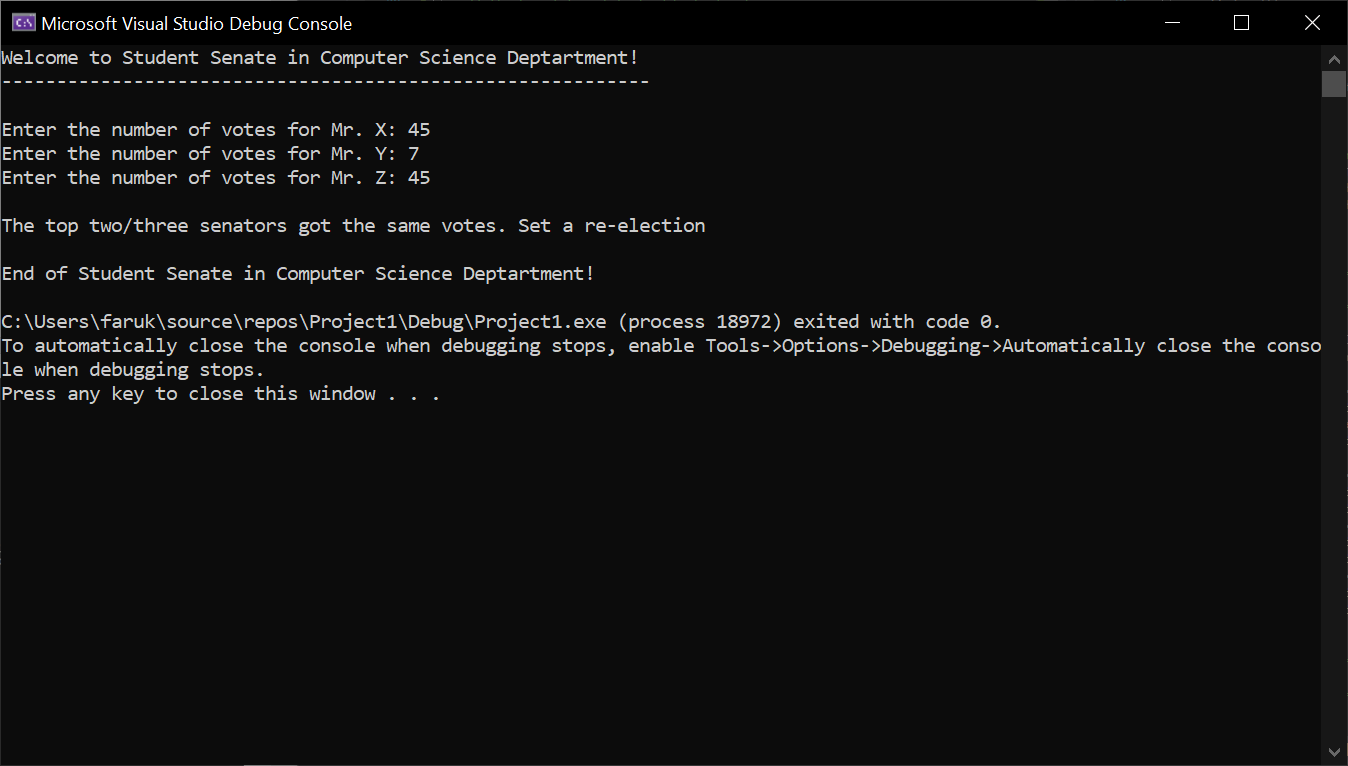 Microsoft Visual Studio Debug Console
Welcome to Student Senate in Computer Science Deptartment!
-----------------------------------------------------------
Enter the number of votes for Mr. X: 45
Enter the number of votes for Mr. Y: 7
Enter the number of votes for Mr. Z: 45
The top two/three senators got the same votes. Set a re-election
End of Student Senate in Computer Science Deptartment!
C:\Users\faruk\source\repos\Project1\Debug\Project1.exe (process 18972) exited with code 0.
To automatically close the console when debugging stops, enable Tools->Options->Debugging->Automatically close the conso
le when debugging stops.
Press any key to close this window . . .